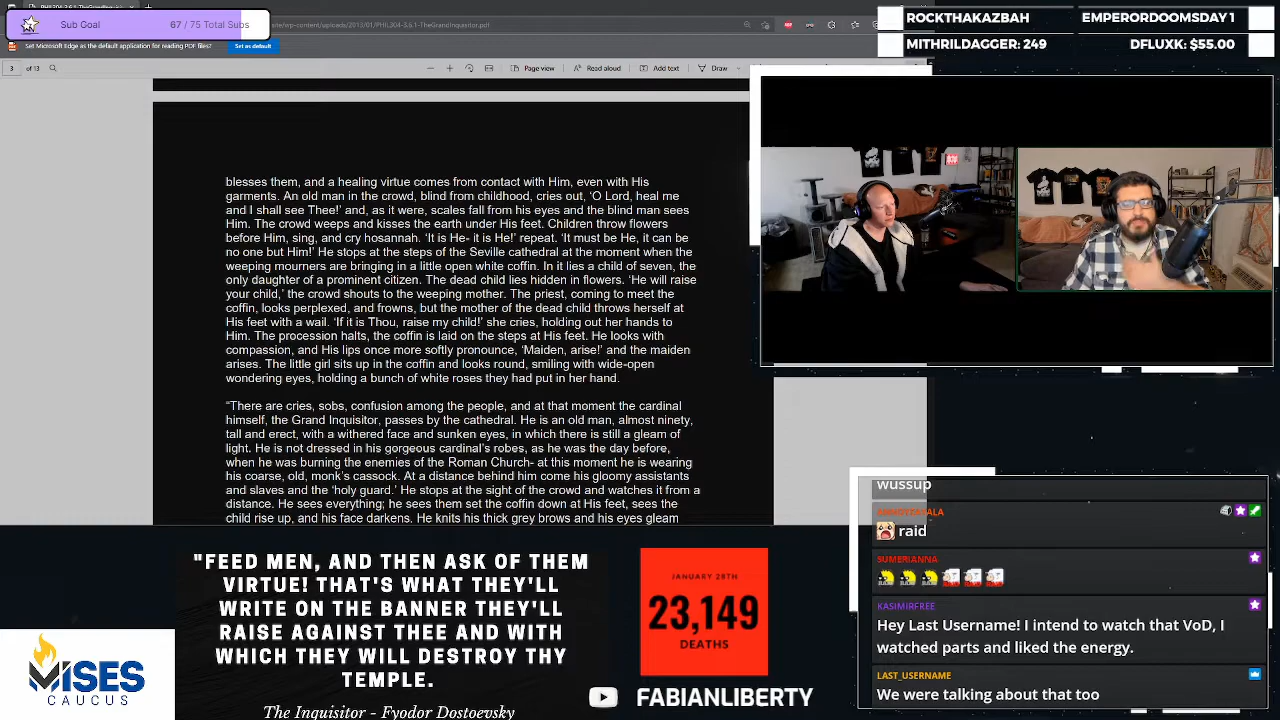 Sub Goal
67 / 75 Total Subs
site/wp-content/uploads/2013/01/PHIL304-3.6.1-TheGrandInquisitor.pdf
Set Microsoft Edge as the default application for reading PDF files?
Set as default
3
of 13
Page view
Read aloud
Add text
Draw
ROCKTHAKAZBAH
EMPERORDOOMSDAY 1
MITHRILDAGGER: 249
DFLUXK: $55.00
blesses them, and a healing virtue comes from contact with Him, even with His
garments. An old man in the crowd, blind from childhood, cries out, ‘O Lord, heal me
and I shall see Thee!’ and, as it were, scales fall from his eyes and the blind man sees
Him. The crowd weeps and kisses the earth under His feet. Children throw flowers
before Him, sing, and cry hosannah. ‘It is He- it is He!’ repeat. ‘It must be He, it can be
no one but Him!’ He stops at the steps of the Seville cathedral at the moment when the
weeping mourners are bringing in a little open white coffin. In it lies a child of seven, the
only daughter of a prominent citizen. The dead child lies hidden in flowers. ‘He will raise
your child,’ the crowd shouts to the weeping mother. The priest, coming to meet the
coffin, looks perplexed, and frowns, but the mother of the dead child throws herself at
His feet with a wail. ‘If it is Thou, raise my child!’ she cries, holding out her hands to
Him. The procession halts, the coffin is laid on the steps at His feet. He looks with
compassion, and His lips once more softly pronounce, ‘Maiden, arise!’ and the maiden
arises. The little girl sits up in the coffin and looks round, smiling with wide-open
wondering eyes, holding a bunch of white roses they had put in her hand.
“There are cries, sobs, confusion among the people, and at that moment the cardinal
himself, the Grand Inquisitor, passes by the cathedral. He is an old man, almost ninety,
tall and erect, with a withered face and sunken eyes, in which there is still a gleam of
light. He is not dressed in his gorgeous cardinal’s robes, as he was the day before,
when he was burning the enemies of the Roman Church- at this moment he is wearing
his coarse, old, monk’s cassock. At a distance behind him come his gloomy assistants
and slaves and the ‘holy guard.’ He stops at the sight of the crowd and watches it from a
distance. He sees everything; he sees them set the coffin down at His feet, sees the
child rise up, and his face darkens. He knits his thick grey brows and his eyes gleam
wussup
raid
SUMERIANNA
KASIMIRFREE
Hey Last Username! I intend to watch that VoD, I
watched parts and liked the energy.
LAST_USERNAME
We were talking about that too
"FEED MEN, AND THEN ASK OF THEM
VIRTUE! THAT'S WHAT THEY'LL
WRITE ON THE BANNER THEY'LL
RAISE AGAINST THEE AND WITH
WHICH THEY WILL DESTROY THY
TEMPLE.
The Inquisitor - Fyodor Dostoevsky
JANUARY 28TH
23,149
DEATHS
FABIANLIBERTY
MISES
CAUCUS